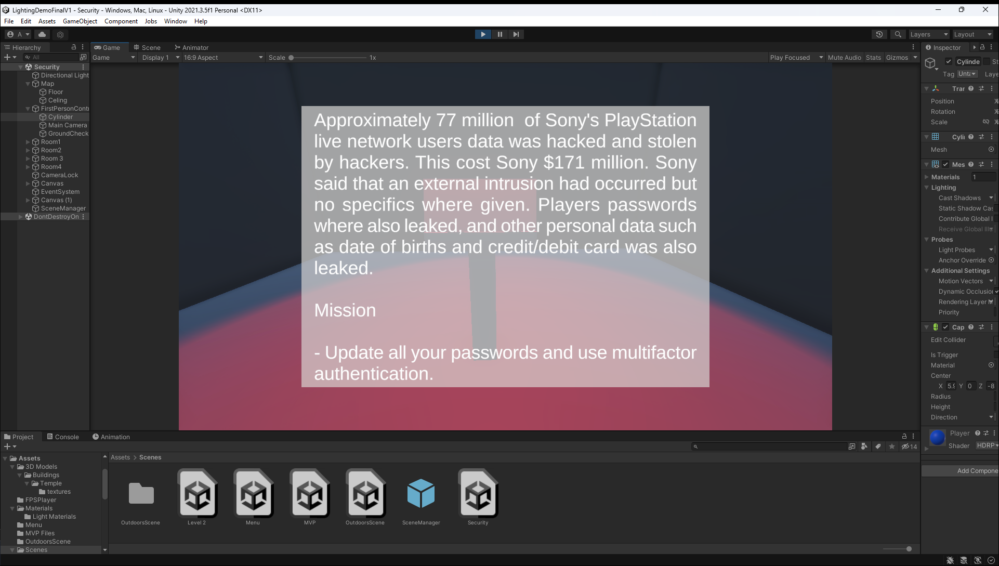 LightingDemoFinalV1 - Security - Windows, Mac, Linux - Unity 2021.3.5f1 Personal <DX11>
File Edit Assets GameObject Component Jobs Window Help
A Layers Layout
Hierarchy
All
Security
Directional Light
Map
Floor
Celing
FirstPersonContr
Cylinder
Main Camera
GroundCheck
Room1
Room2
Room 3
Room4
CameraLock
Canvas
EventSystem
Canvas (1)
SceneManager
DontDestroyOn
Game Scene Animator
Game Display 1 16:9 Aspect Scale 1x Play Focused Mute Audio Stats Gizmos
Approximately 77 million  of Sony's PlayStation
live network users data was hacked and stolen
by hackers. This cost Sony $171 million. Sony
said that an external intrusion had occurred but
no specifics where given. Players passwords
where also leaked, and other personal data such
as date of births and credit/debit card was also
leaked.
Mission
- Update all your passwords and use multifactor
authentication.
Inspector
Cylinde St
Tag Unta Laye
Trar
Position X
Rotation X
Scale X
Cylii
Mesh
Mes
Materials 1
Lighting
Cast Shadows
Static Shadow Cas
Contribute Global I
Receive Global Illu
Probes
Light Probes
Anchor Override
Additional Settings
Motion Vectors
Dynamic Occlusion
Rendering Layer M
Priority
Cap
Edit Collider
Is Trigger
Material
Center
X 5.9 Y 0 Z -8
Radius
Height
Direction
Player
Shader HDRP
Add Compone
Project Console Animation
14
Assets
3D Models
Buildings
Temple
textures
FPSPlayer
Materials
Light Materials
Menu
MVP Files
OutdoorsScene
Scenes
Assets > Scenes
OutdoorsScene Level 2 Menu MVP OutdoorsScene SceneManager Security